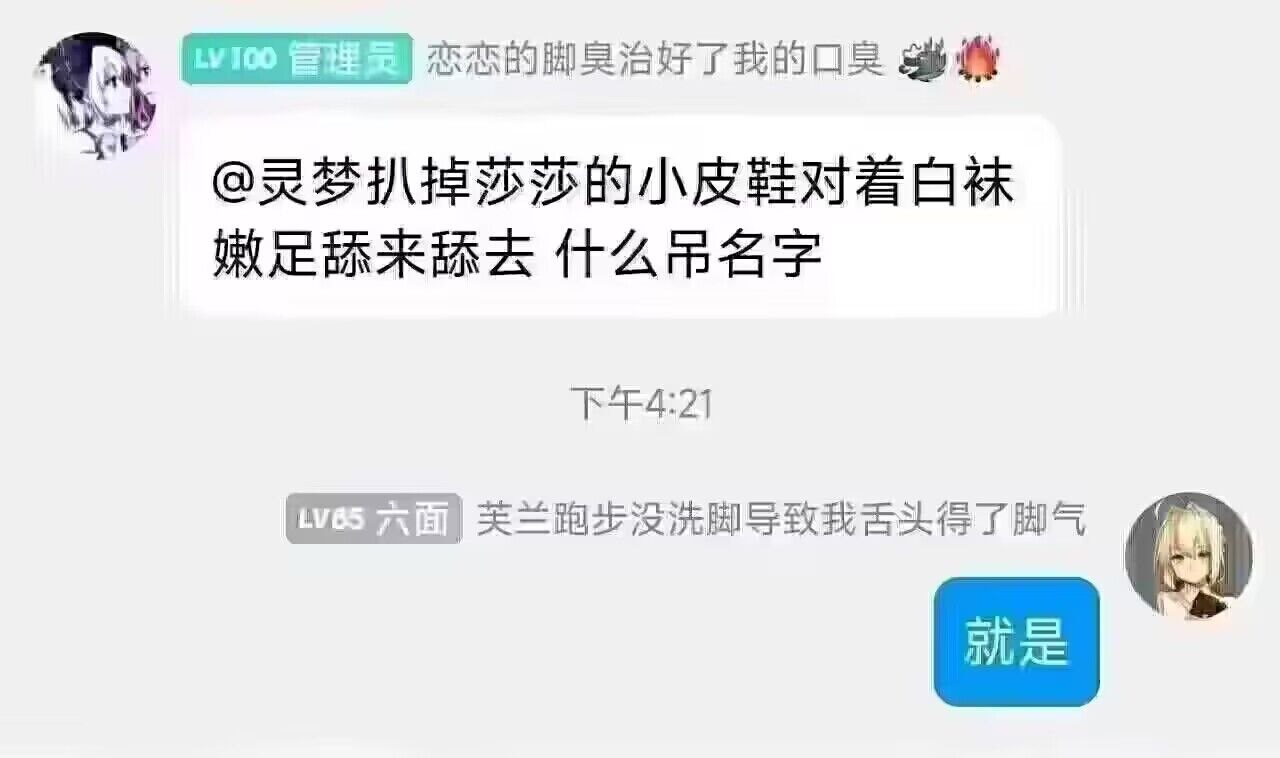 LV100 管理员 恋恋的脚臭治好了我的口臭
@灵梦扒掉莎莎的小皮鞋对着白袜
嫩足舔来舔去 什么吊名字
下午4:21
LV65 六面 芙兰跑步没洗脚导致我舌头得了脚气
就是